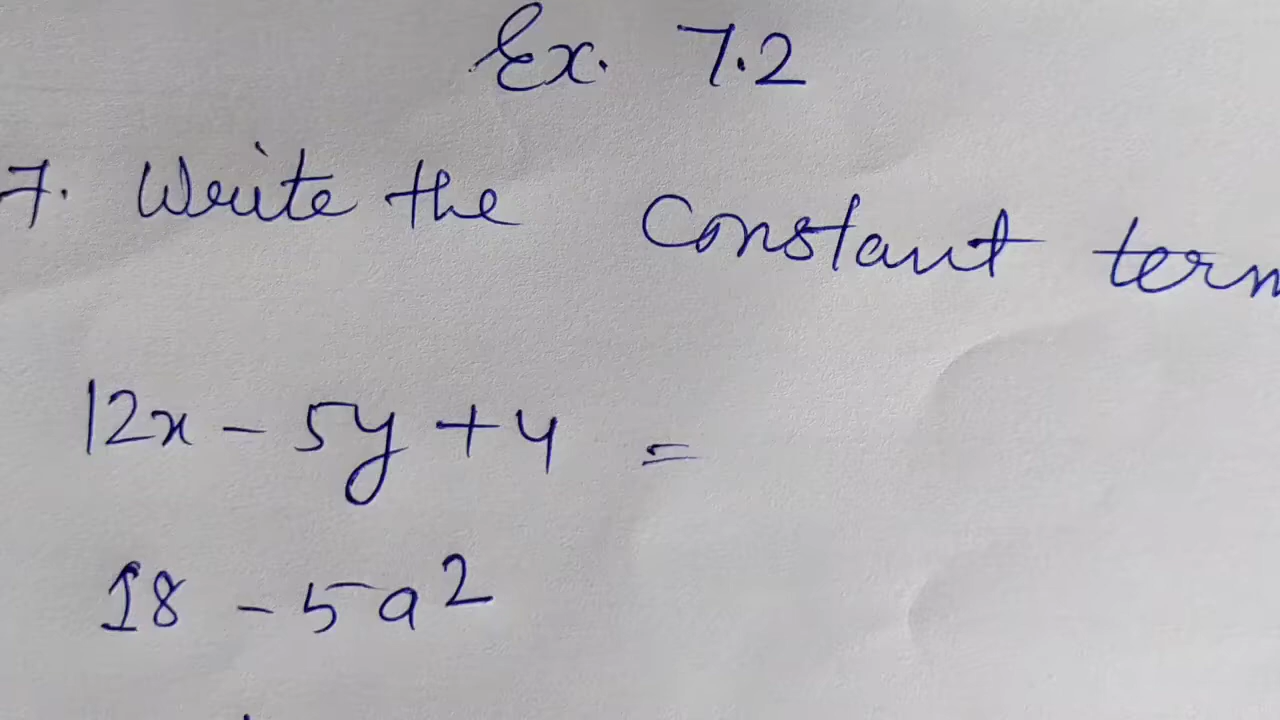 Ex. 7.2
7. Write the Constant term
12x - 5y + 4 =
18 - 5a²